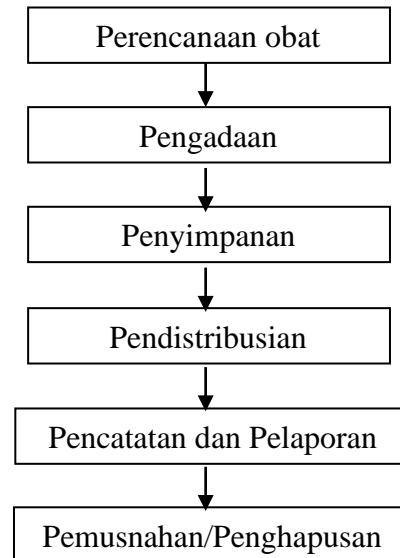 Perencanaan obat
Pengadaan
Penyimpanan
Pendistribusian
Pencatatan dan Pelaporan
Pemusnahan/Penghapusan